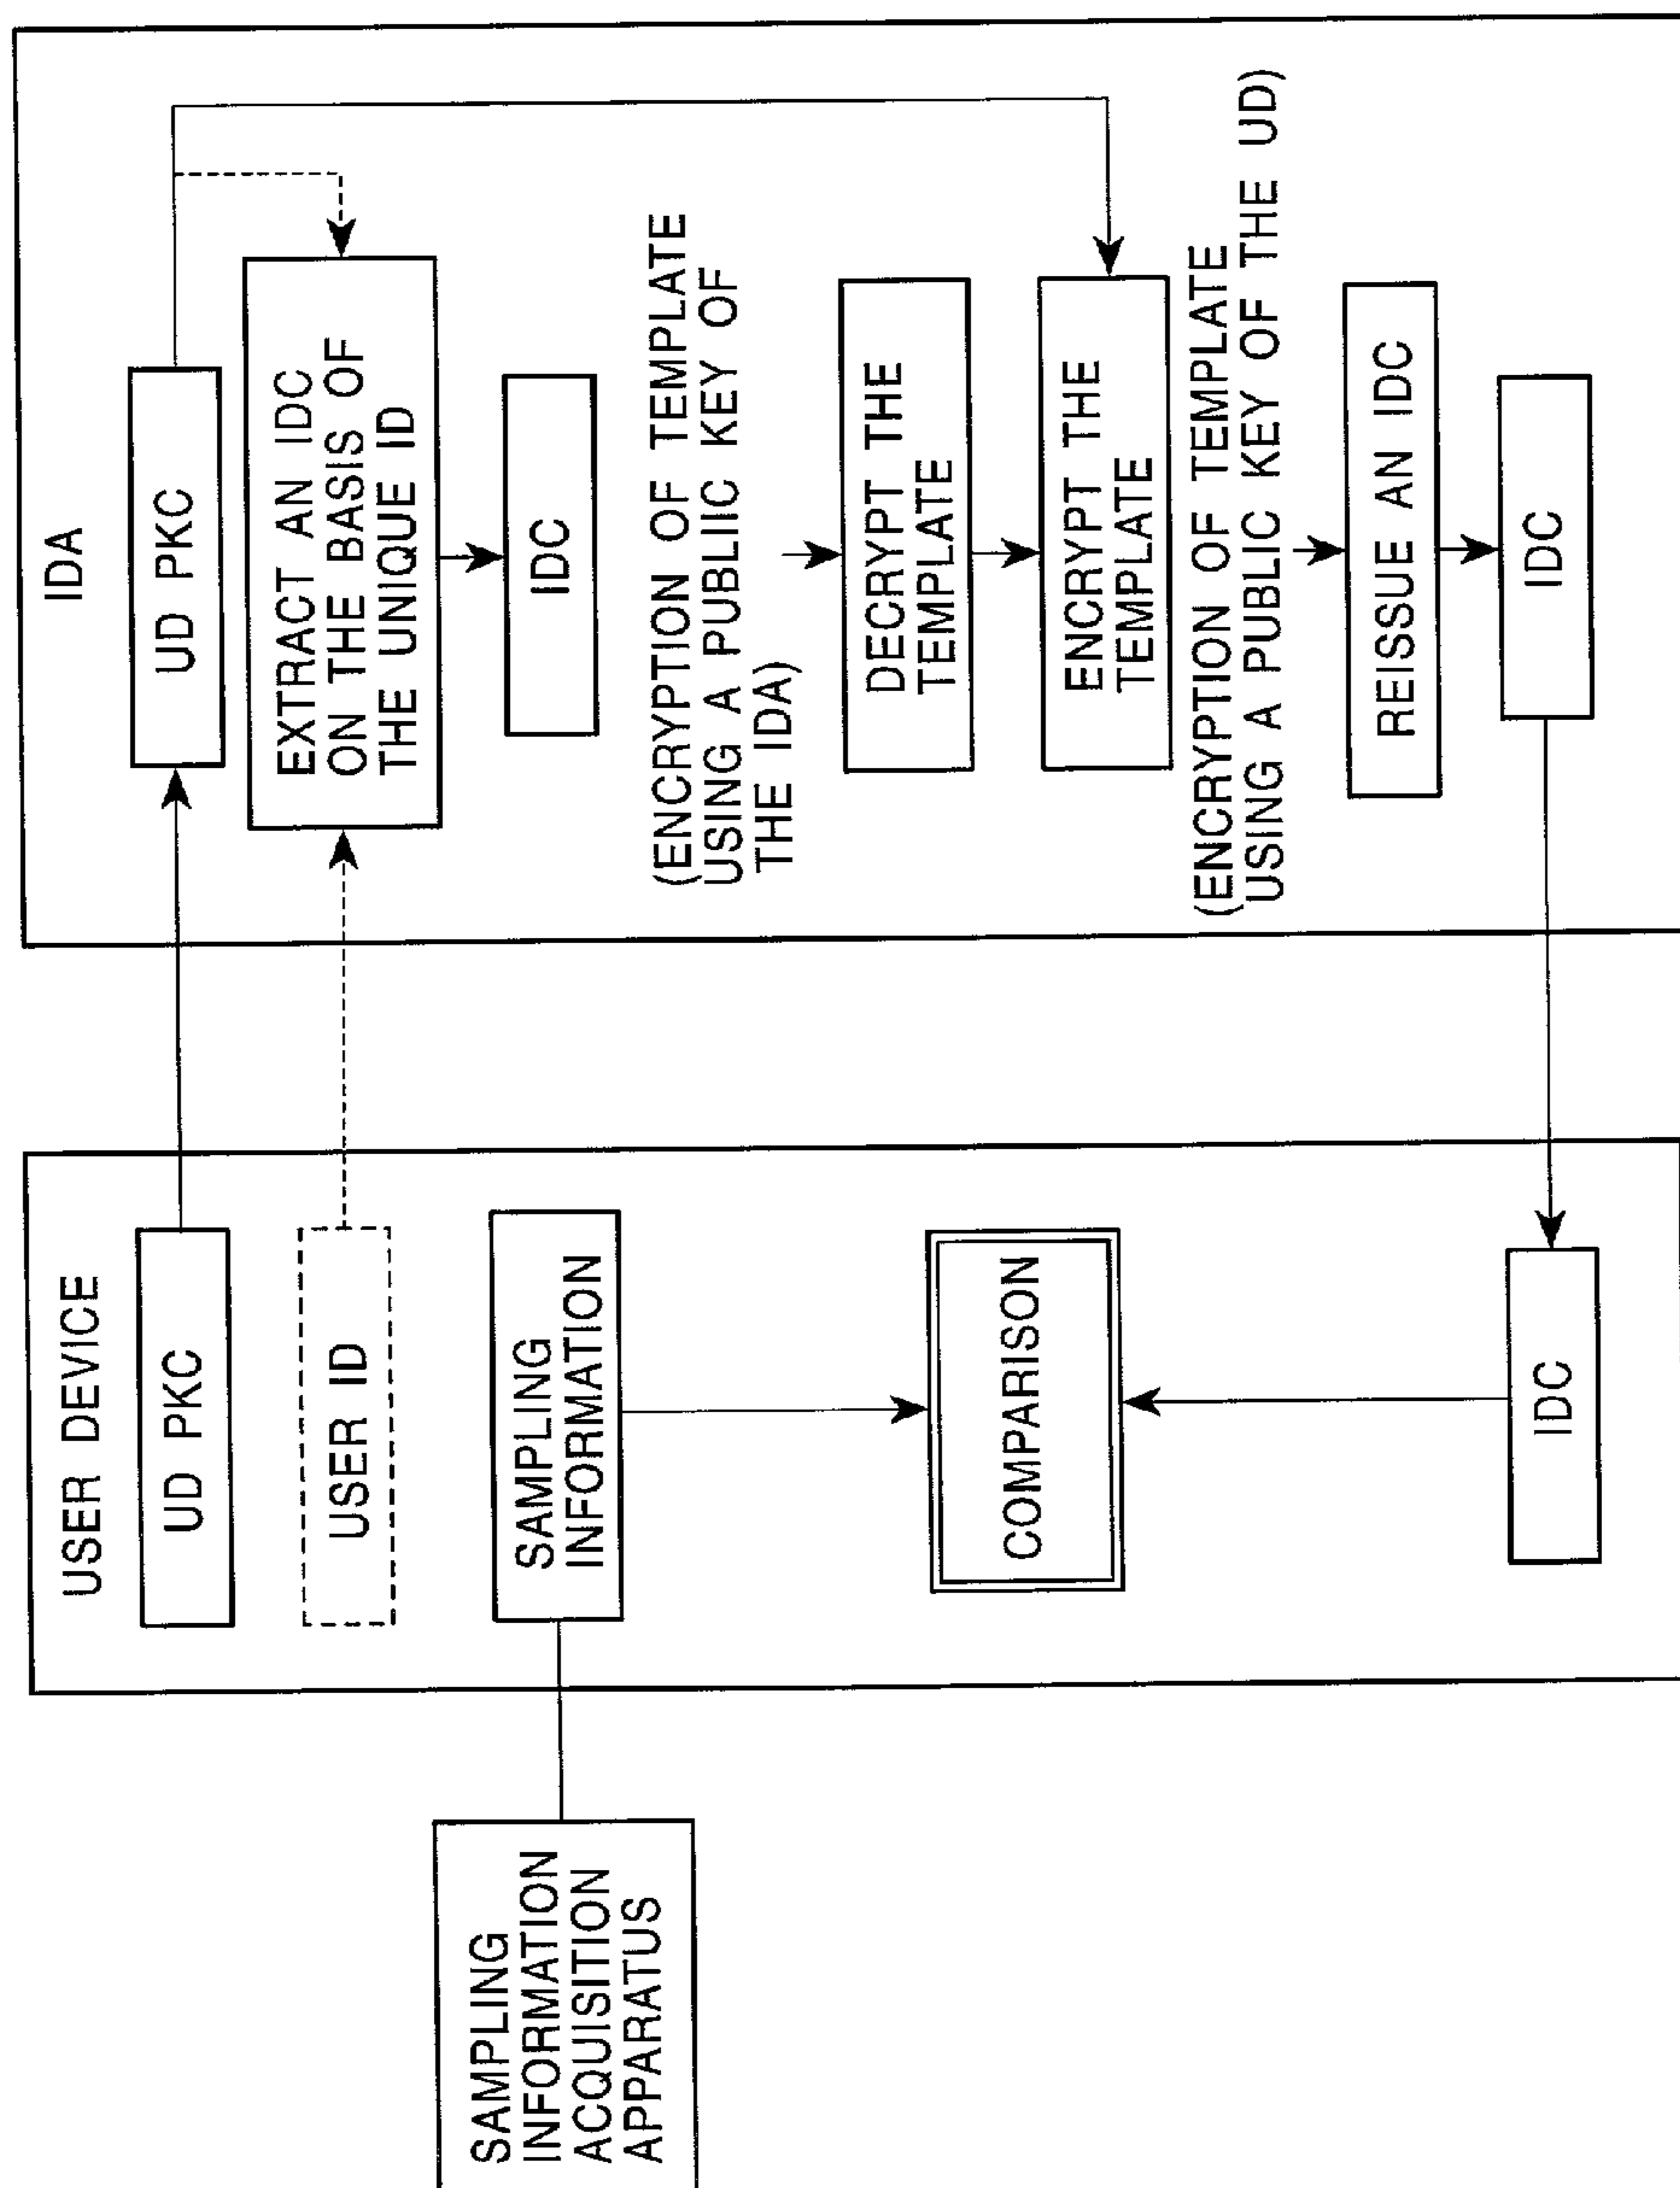 SAMPLING
INFORMATION
ACQUISITION
APPARATUS
USER DEVICE
UD PKC
USER ID
SAMPLING
INFORMATION
COMPARISON
IDC
IDA
UD PKC
EXTRACT AN IDC
ON THE BASIS OF
THE UNIQUE ID
IDC
(ENCRYPTION OF TEMPLATE
USING A PUBLIIC KEY OF
THE IDA)
DECRYPT THE
TEMPLATE
ENCRYPT THE
TEMPLATE
(ENCRYPTION OF TEMPLATE
USING A PUBLIC KEY OF THE UD)
REISSUE AN IDC
IDC